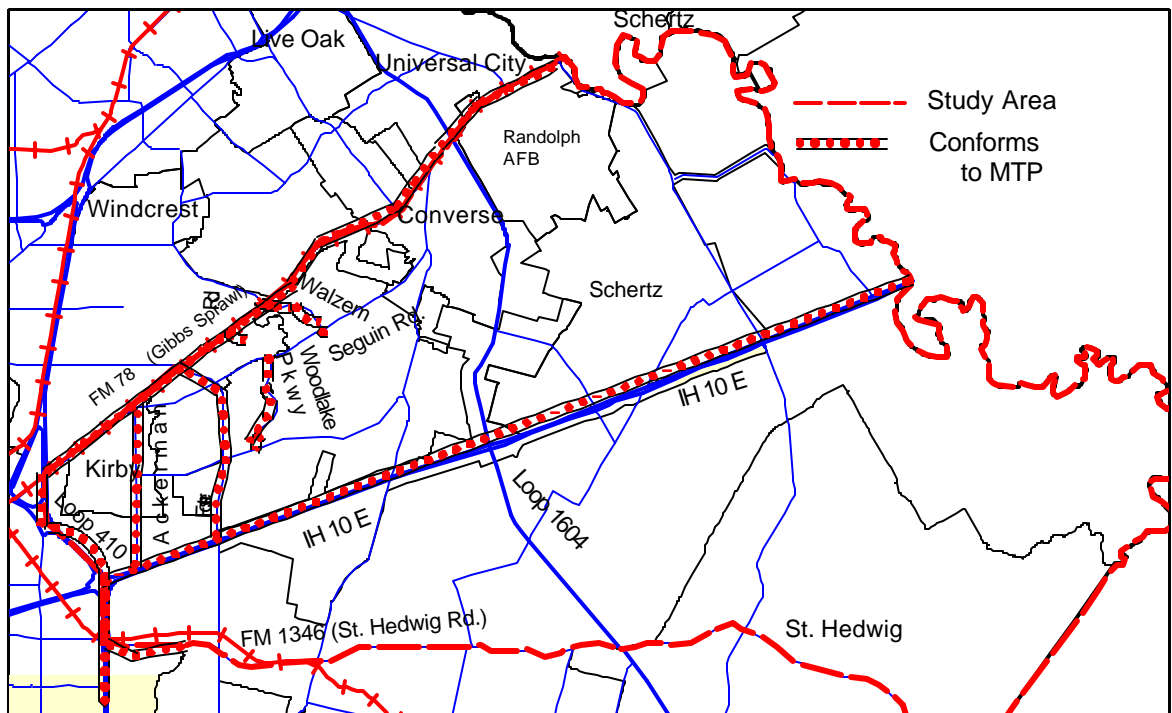 Schertz
Live Oak
Universal City
Study Area
Conforms
to MTP
Randolph
AFB
Windcrest
Converse
Schertz
Rd
Walzem
(Gibbs Sprawl)
Seguin Rd.
FM 78
Woodlake
Pkwy
IH 10 E
Kirby
Ackerman
Loop 410
IH 10 E
Loop 1604
FM 1346 (St. Hedwig Rd.)
St. Hedwig